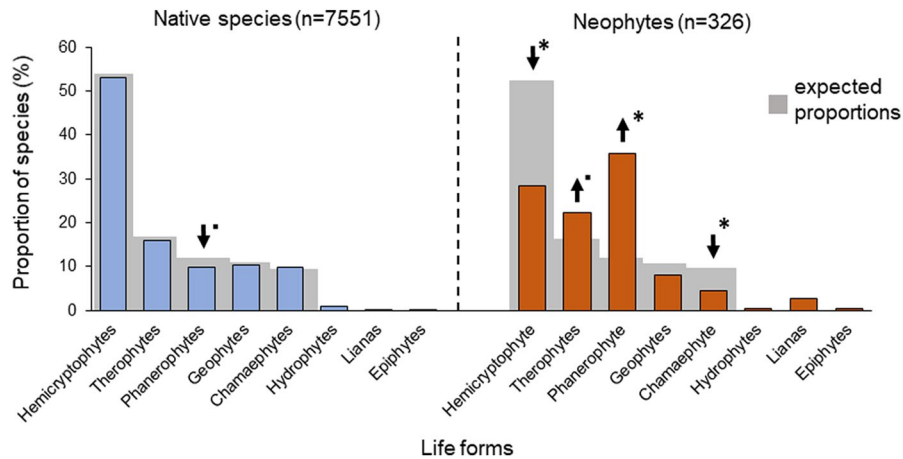 Native species (n=7551)
Neophytes (n=326)
Proportion of species (%)
60
50
40
30
20
10
0
*
*
*
expected
proportions
Hemicryptophytes
Therophytes
Phanerophytes
Geophytes
Chamaephytes
Hydrophytes
Lianas
Epiphytes
Hemicryptophyte
Therophytes
Phanerophyte
Geophytes
Chamaephyte
Hydrophytes
Lianas
Epiphytes
Life forms